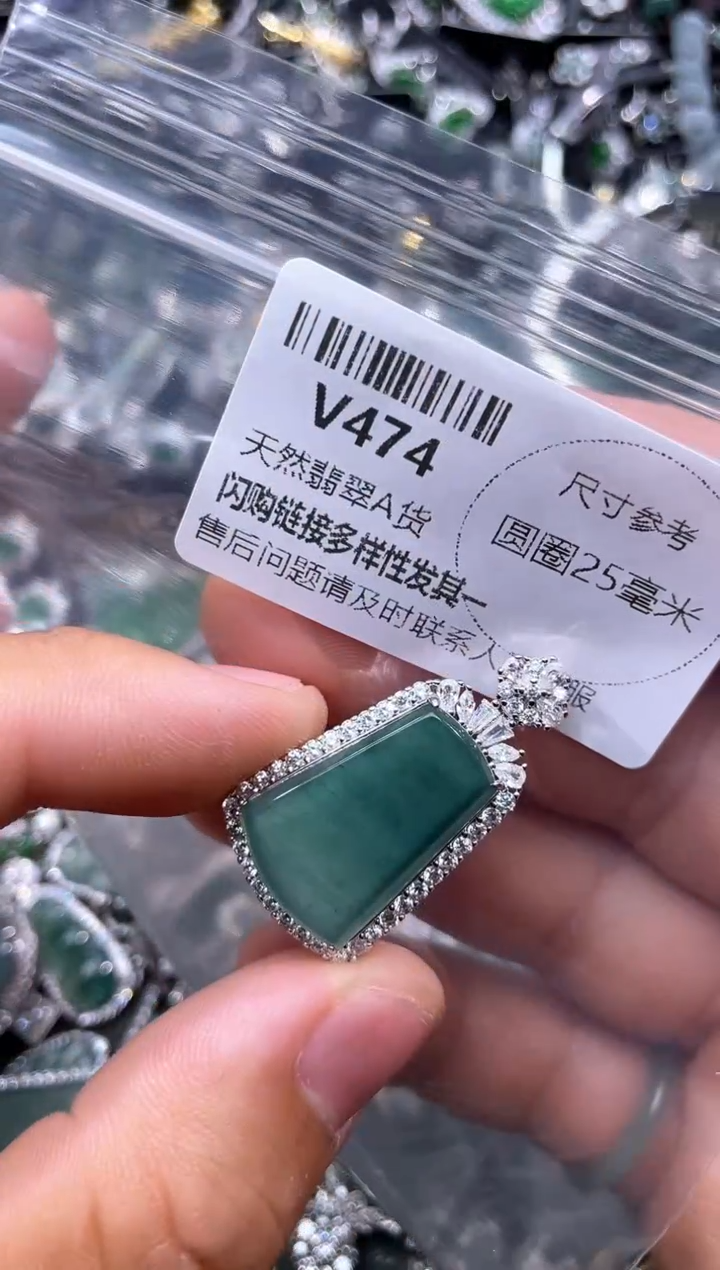 V474
天然翡翠A货
闪购链接多样性发其一
售后问题请及时联系人 服
尺寸参考
圆圈25毫米